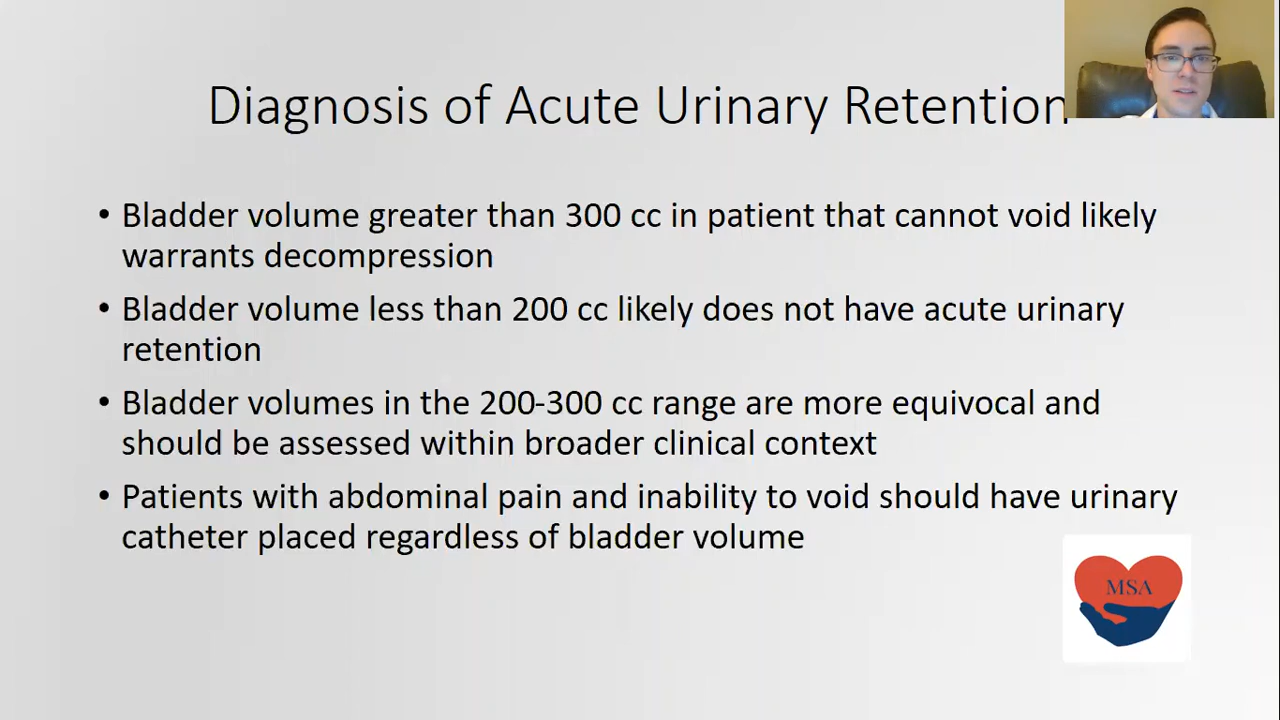 Diagnosis of Acute Urinary Retention
• Bladder volume greater than 300 cc in patient that cannot void likely
warrants decompression
• Bladder volume less than 200 cc likely does not have acute urinary
retention
• Bladder volumes in the 200-300 cc range are more equivocal and
should be assessed within broader clinical context
• Patients with abdominal pain and inability to void should have urinary
catheter placed regardless of bladder volume
MSA